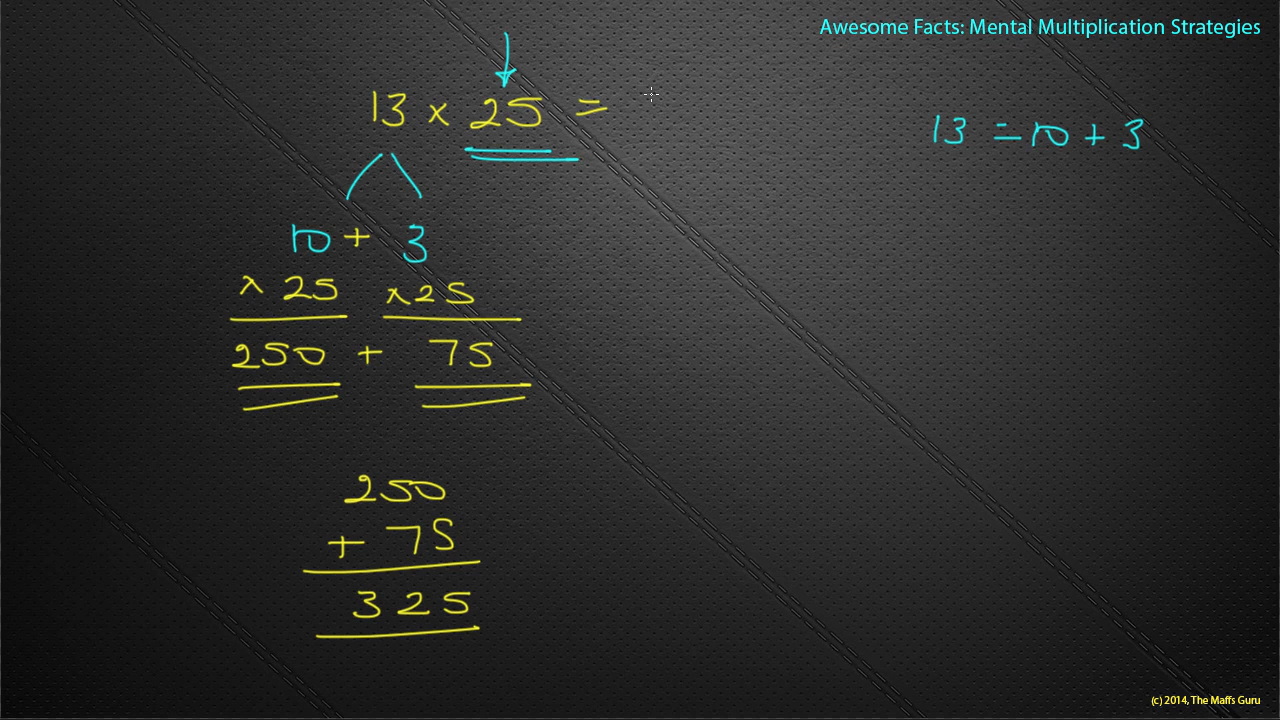 Awesome Facts: Mental Multiplication Strategies
13 x 25 =
13 = 10 + 3
10 + 3
x 25 x 25
250 + 75
250
+ 75
325
(c) 2014, The Maffs Guru